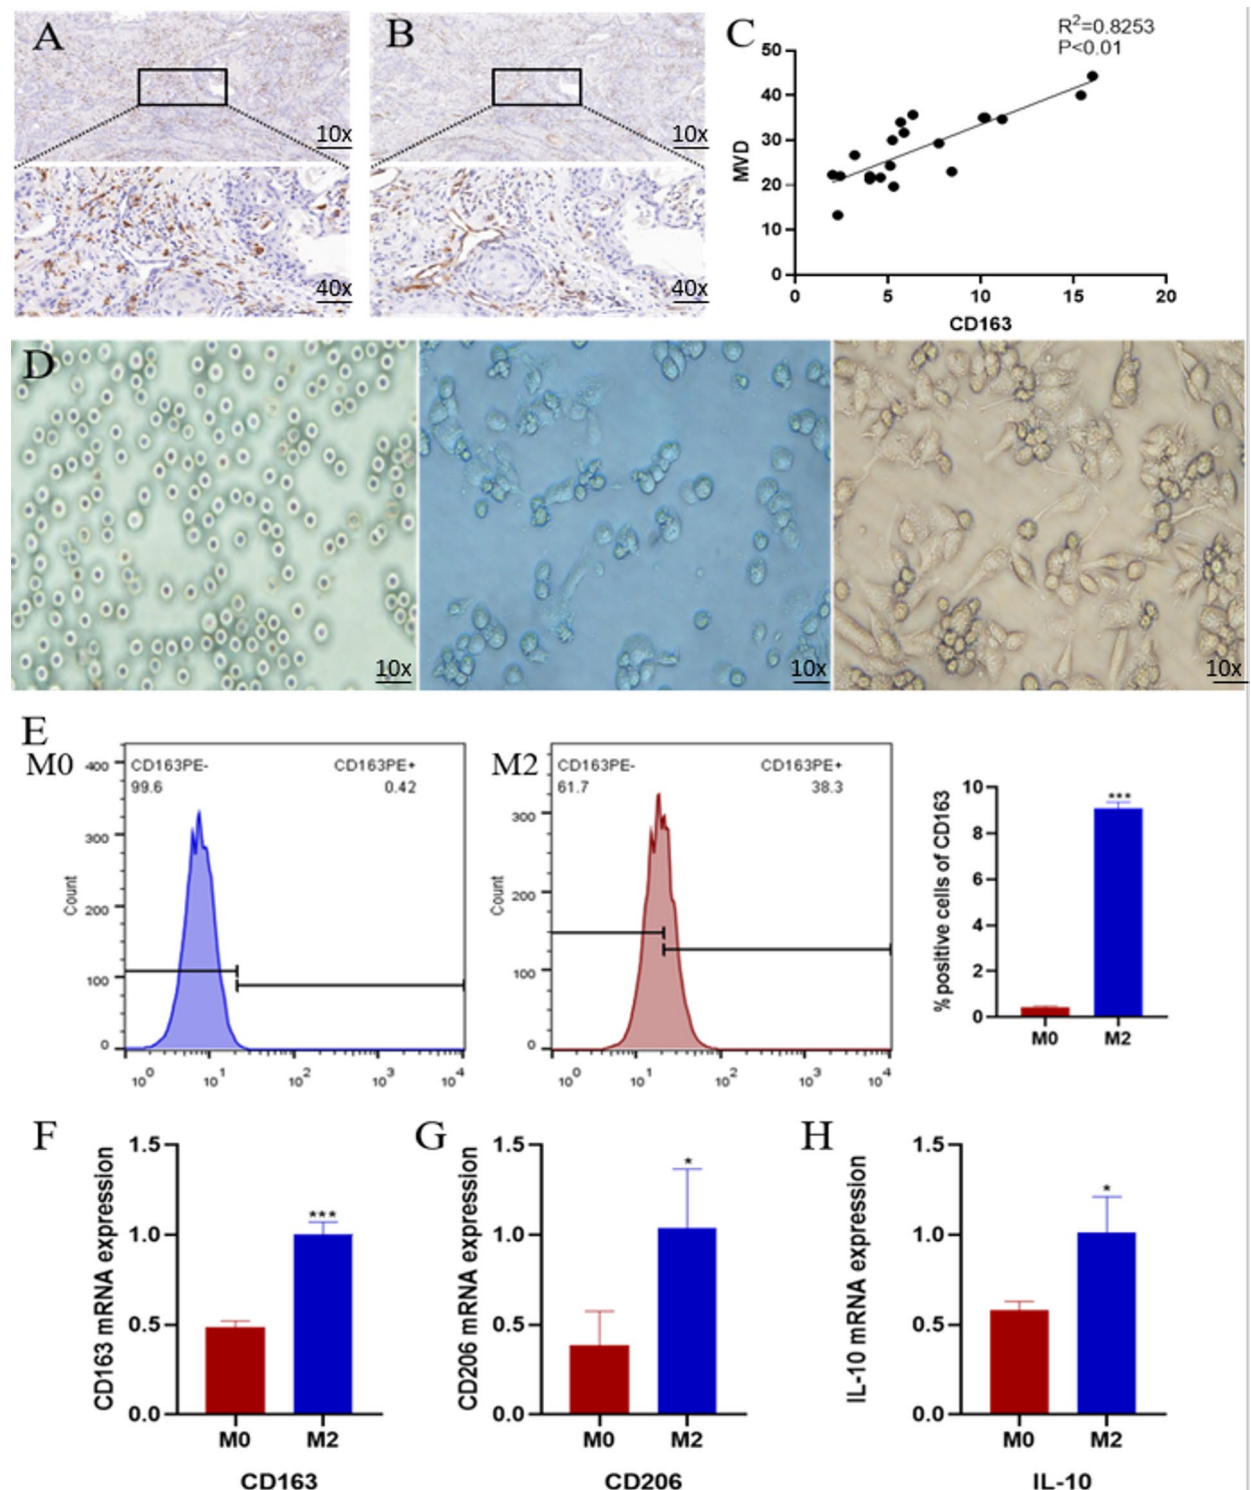 A
10x
40x
B
10x
40x
C
R²=0.8253
P<0.01
MVD
50
40
30
20
10
0
0 5 10 15 20
CD163
D
10x
10x
10x
E
M0
CD163PE-
99.6
CD163PE+
0.42
Count
400
300
200
100
0
10⁰ 10¹ 10² 10³ 10⁴
M2
CD163PE-
61.7
CD163PE+
38.3
Count
300
200
100
0
10⁰ 10¹ 10² 10³ 10⁴
% positive cells of CD163
10
8
6
4
2
0
***
M0 M2
F
CD163 mRNA expression
1.5
1.0
0.5
0.0
***
M0 M2
CD163
G
CD206 mRNA expression
1.5
1.0
0.5
0.0
*
M0 M2
CD206
H
IL-10 mRNA expression
1.5
1.0
0.5
0.0
*
M0 M2
IL-10